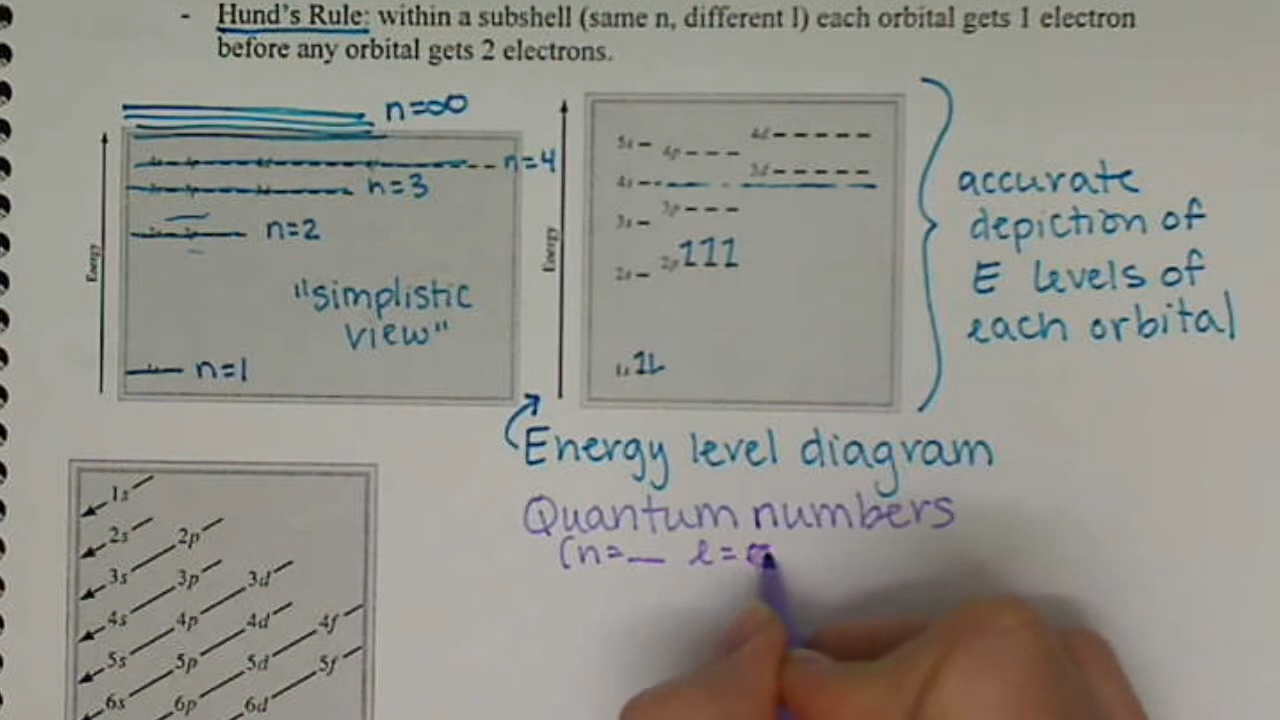 - Hund's Rule: within a subshell (same n, different l) each orbital gets 1 electron
before any orbital gets 2 electrons.
n=∞
n=4
n=3
n=2
"simplistic
view"
n=1
Energy
Energy
5s 4p 4d
4s 3d
3s 3p
2s 2p 111
1s 1L
accurate
depiction of
E levels of
each orbital
Energy level diagram
Quantum numbers
(n=__ l=
1s
2s 2p
3s 3p 3d
4s 4p 4d 4f
5s 5p 5d 5f
6s 6p 6d